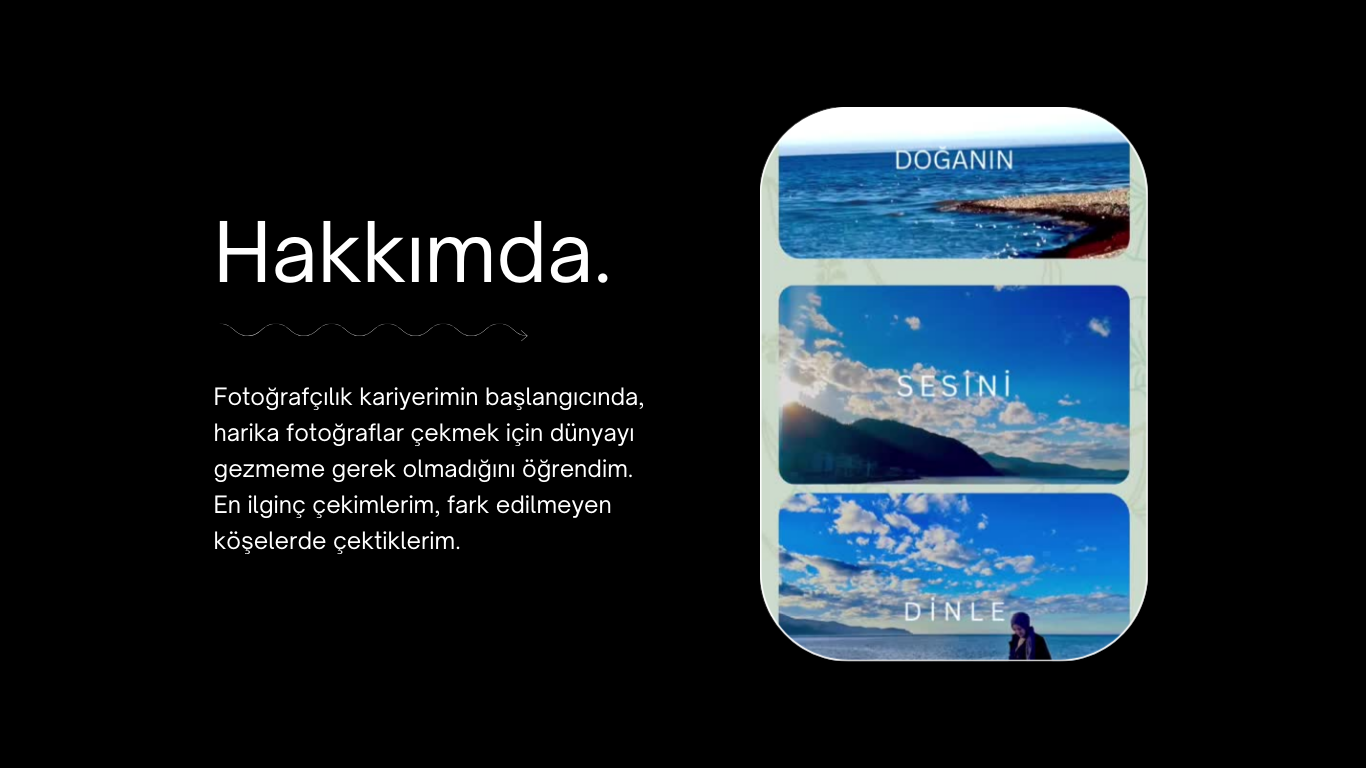 Hakkımda.
Fotoğrafçılık kariyerimin başlangıcında,
harika fotoğraflar çekmek için dünyayı
gezmeme gerek olmadığını öğrendim.
En ilginç çekimlerim, fark edilmeyen
köşelerde çektiklerim.
DOĞANIN
SESİNİ
DİNLE